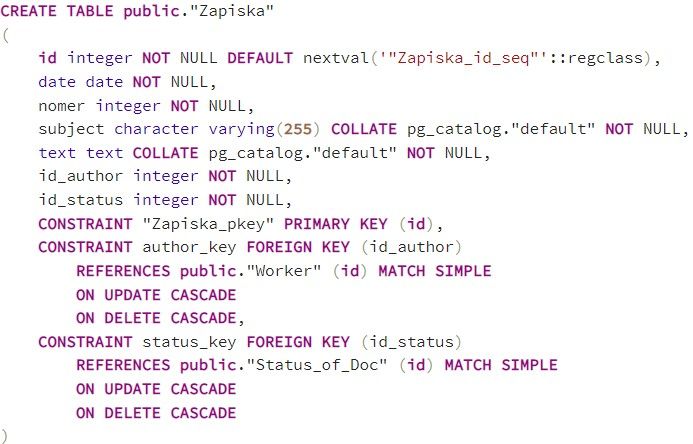 CREATE TABLE public."Zapiska"
(
    id integer NOT NULL DEFAULT nextval('"Zapiska_id_seq"'::regclass),
    date date NOT NULL,
    nomer integer NOT NULL,
    subject character varying(255) COLLATE pg_catalog."default" NOT NULL,
    text text COLLATE pg_catalog."default" NOT NULL,
    id_author integer NOT NULL,
    id_status integer NOT NULL,
    CONSTRAINT "Zapiska_pkey" PRIMARY KEY (id),
    CONSTRAINT author_key FOREIGN KEY (id_author)
        REFERENCES public."Worker" (id) MATCH SIMPLE
        ON UPDATE CASCADE
        ON DELETE CASCADE,
    CONSTRAINT status_key FOREIGN KEY (id_status)
        REFERENCES public."Status_of_Doc" (id) MATCH SIMPLE
        ON UPDATE CASCADE
        ON DELETE CASCADE
)